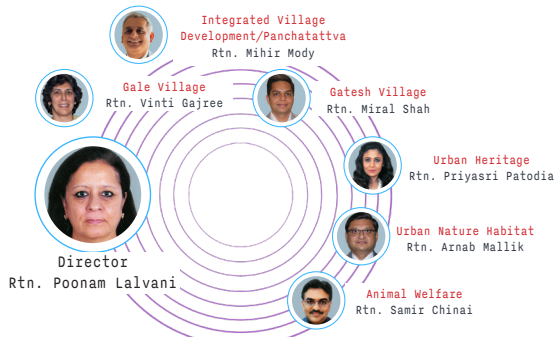 Integrated Village
Development/Panchatattva
Rtn. Mihir Mody
Gale Village
Rtn. Vinti Gajree
Gatesh Village
Rtn. Miral Shah
Urban Heritage
Rtn. Priyasri Patodia
Urban Nature Habitat
Rtn. Arnab Mallik
Director
Rtn. Poonam Lalvani
Animal Welfare
Rtn. Samir Chinai